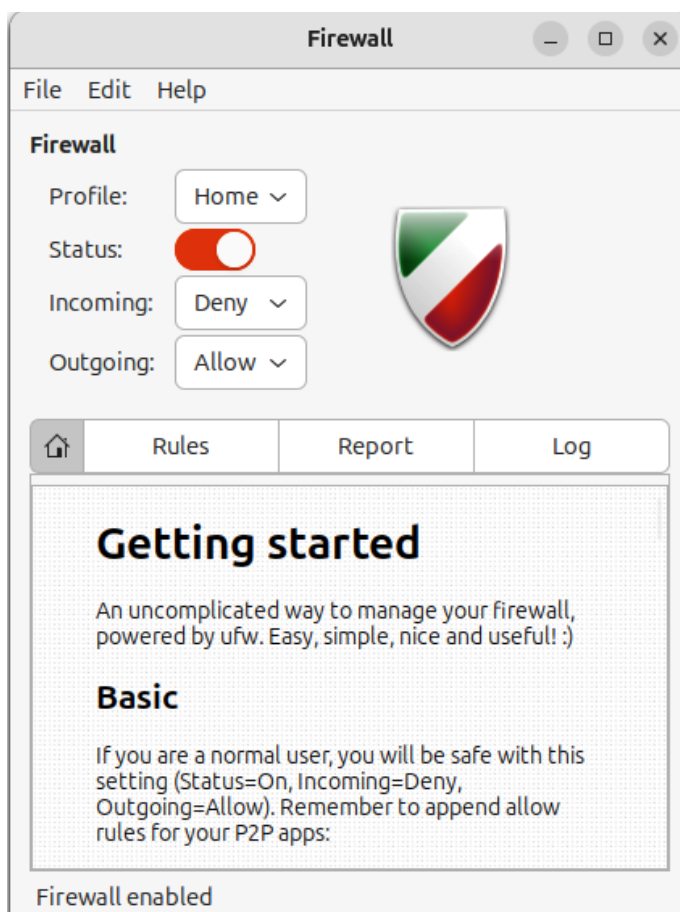 Firewall
File Edit Help
Firewall
Profile: Home
Status:
Incoming: Deny
Outgoing: Allow
Rules Report Log
Getting started
An uncomplicated way to manage your firewall,
powered by ufw. Easy, simple, nice and useful! :)
Basic
If you are a normal user, you will be safe with this
setting (Status=On, Incoming=Deny,
Outgoing=Allow). Remember to append allow
rules for your P2P apps:
Firewall enabled